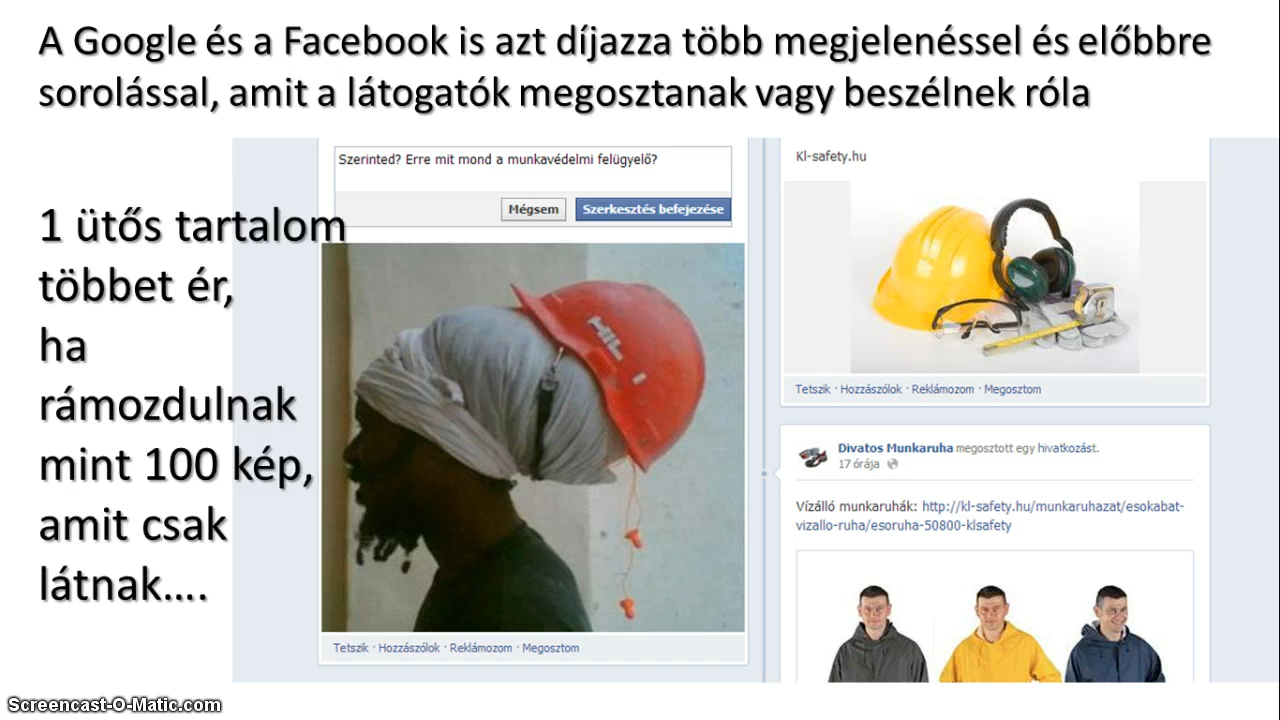 A Google és a Facebook is azt díjazza több megjelenéssel és előbbre
sorolással, amit a látogatók megosztanak vagy beszélnek róla
1 ütős tartalom
többet ér,
ha
rámozdulnak
mint 100 kép,
amit csak
látnak....
Szerinted? Erre mit mond a munkavédelmi felügyelő?
Mégsem
Szerkesztés befejezése
Tetszik · Hozzászólok · Reklámozom · Megosztom
Kl-safety.hu
Tetszik · Hozzászólok · Reklámozom · Megosztom
Divatos Munkaruha megosztott egy hivatkozást.
17 órája
Vízálló munkaruhák: http://kl-safety.hu/munkaruhazat/esokabat-
vizallo-ruha/esoruha-50800-klsafety
Screencast-O-Matic.com